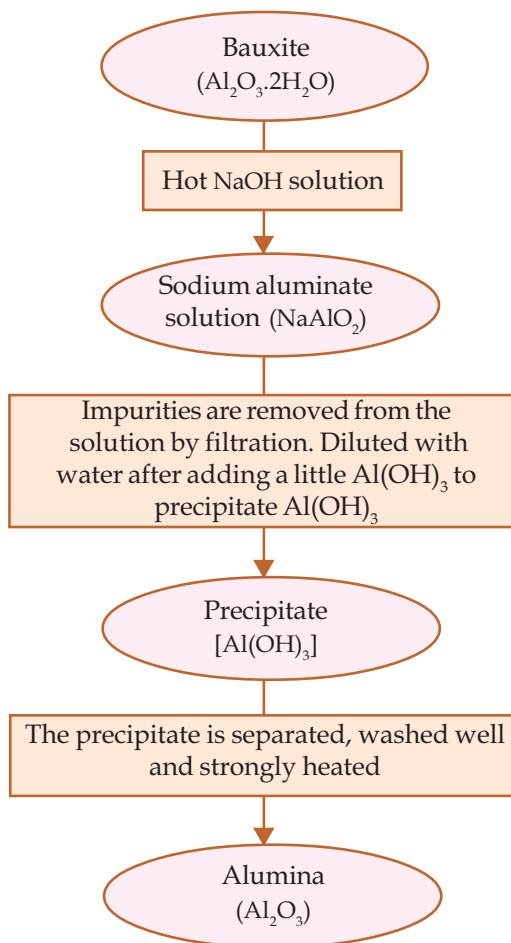 Bauxite
(Al₂O₃.2H₂O)
Hot NaOH solution
Sodium aluminate
solution (NaAlO₂)
Impurities are removed from the
solution by filtration. Diluted with
water after adding a little Al(OH)₃ to
precipitate Al(OH)₃
Precipitate
[Al(OH)₃]
The precipitate is separated, washed well
and strongly heated
Alumina
(Al₂O₃)